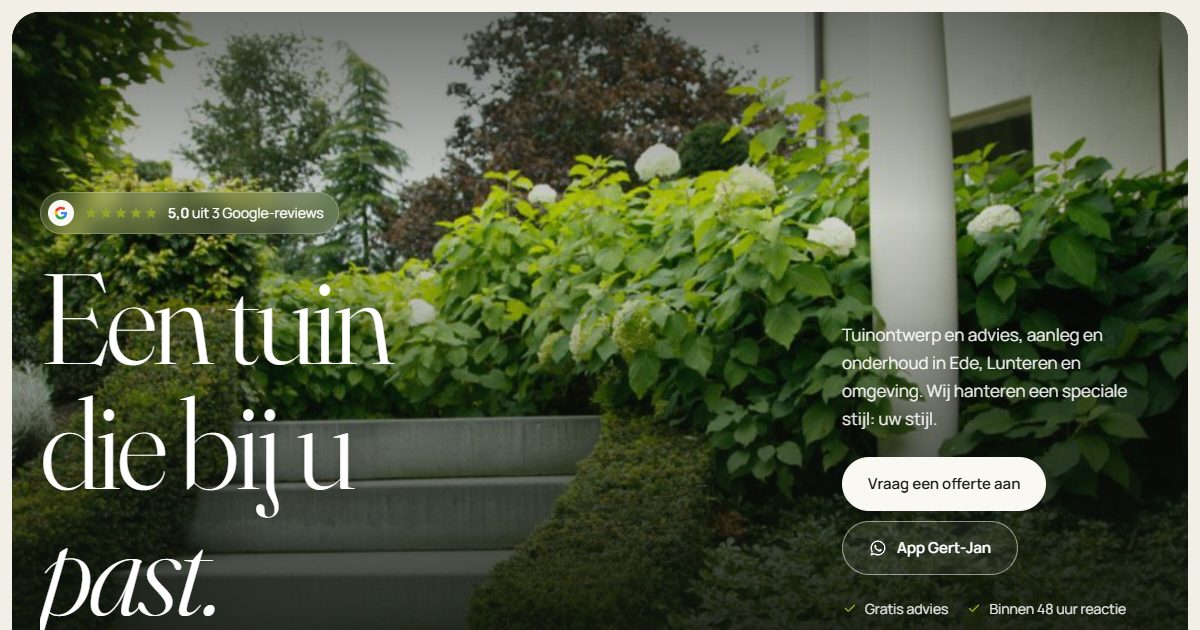 5,0 uit 3 Google-reviews
Een tuin
die bij u
past.
Tuinontwerp en advies, aanleg en
onderhoud in Ede, Lunteren en
omgeving. Wij hanteren een speciale
stijl: uw stijl.
Vraag een offerte aan
App Gert-Jan
Gratis advies
Binnen 48 uur reactie